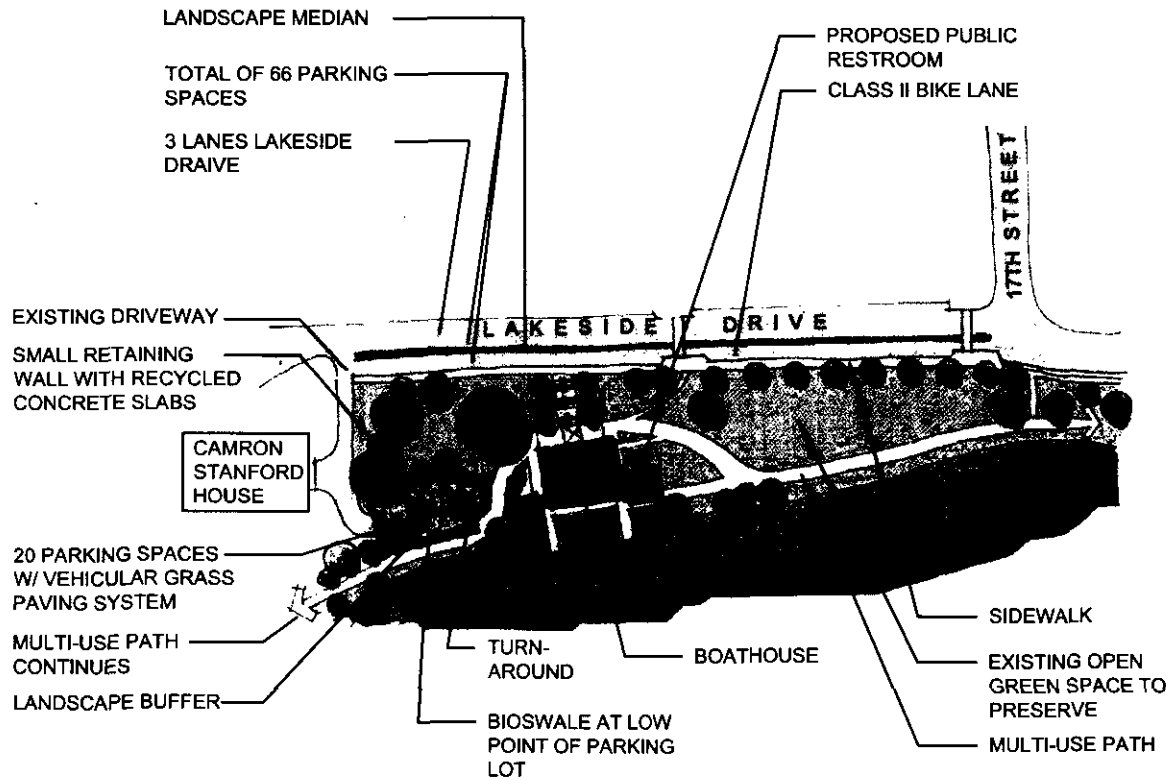 LANDSCAPE MEDIAN
TOTAL OF 66 PARKING
SPACES
3 LANES LAKESIDE
DRAIVE
PROPOSED PUBLIC
RESTROOM
CLASS II BIKE LANE
17TH STREET
LAKESIDE DRIVE
EXISTING DRIVEWAY
SMALL RETAINING
WALL WITH RECYCLED
CONCRETE SLABS
CAMRON
STANFORD
HOUSE
20 PARKING SPACES
W/ VEHICULAR GRASS
PAVING SYSTEM
MULTI-USE PATH
CONTINUES
LANDSCAPE BUFFER
TURN-
AROUND
BIOSWALE AT LOW
POINT OF PARKING
LOT
BOATHOUSE
SIDEWALK
EXISTING OPEN
GREEN SPACE TO
PRESERVE
MULTI-USE PATH